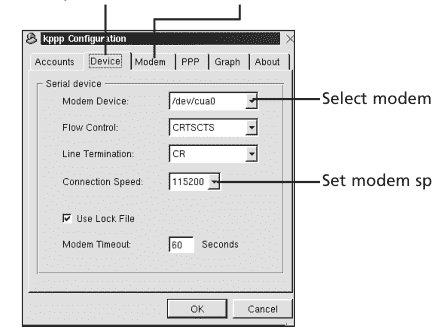 kppp Configuration
Accounts Device Modem PPP Graph About
Serial device
Modem Device: /dev/cua0
Select modem
Flow Control: CRTSCTS
Line Termination: CR
Connection Speed: 115200
Set modem sp
Use Lock File
Modem Timeout: 60 Seconds
OK Cancel